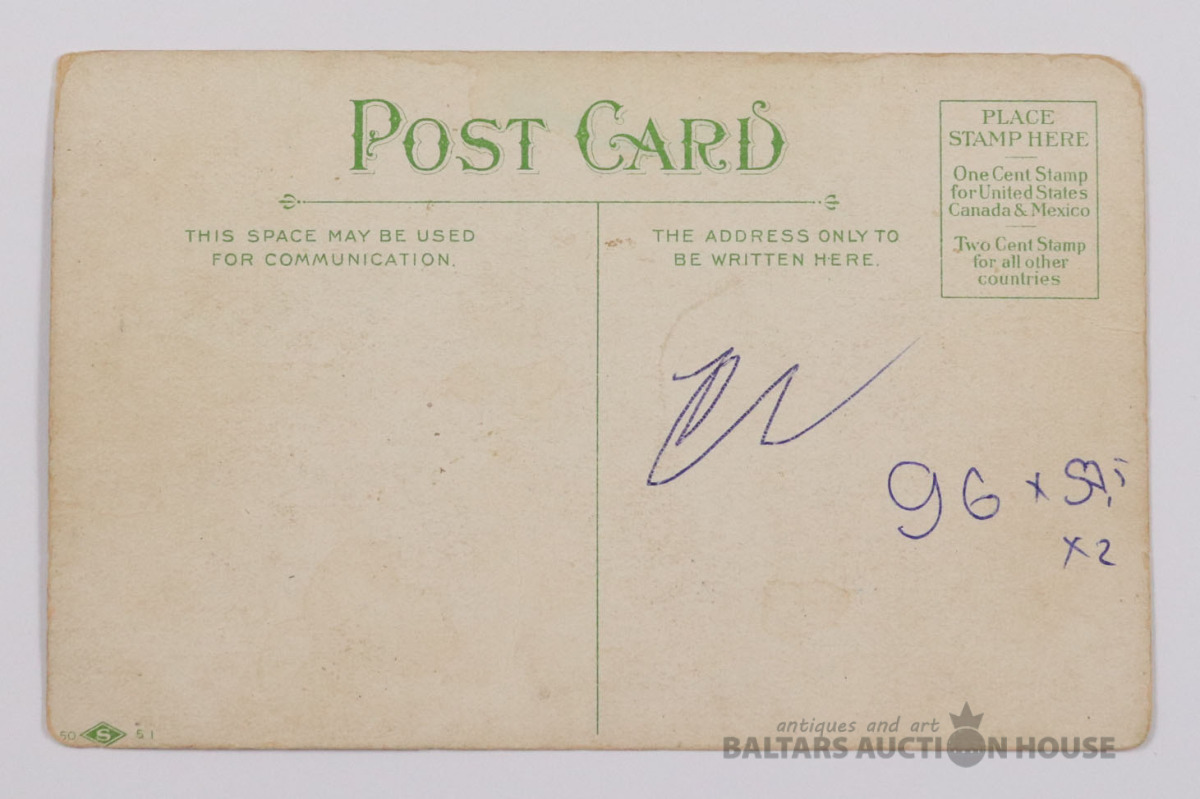 POST CARD
PLACE
STAMP HERE
One Cent Stamp
for United States
Canada & Mexico
Two Cent Stamp
for all other
countries
THIS SPACE MAY BE USED
FOR COMMUNICATION.
THE ADDRESS ONLY TO
BE WRITTEN HERE.
96 x
x2
50 S 51
antiques and art
BALTARS AUCTION HOUSE